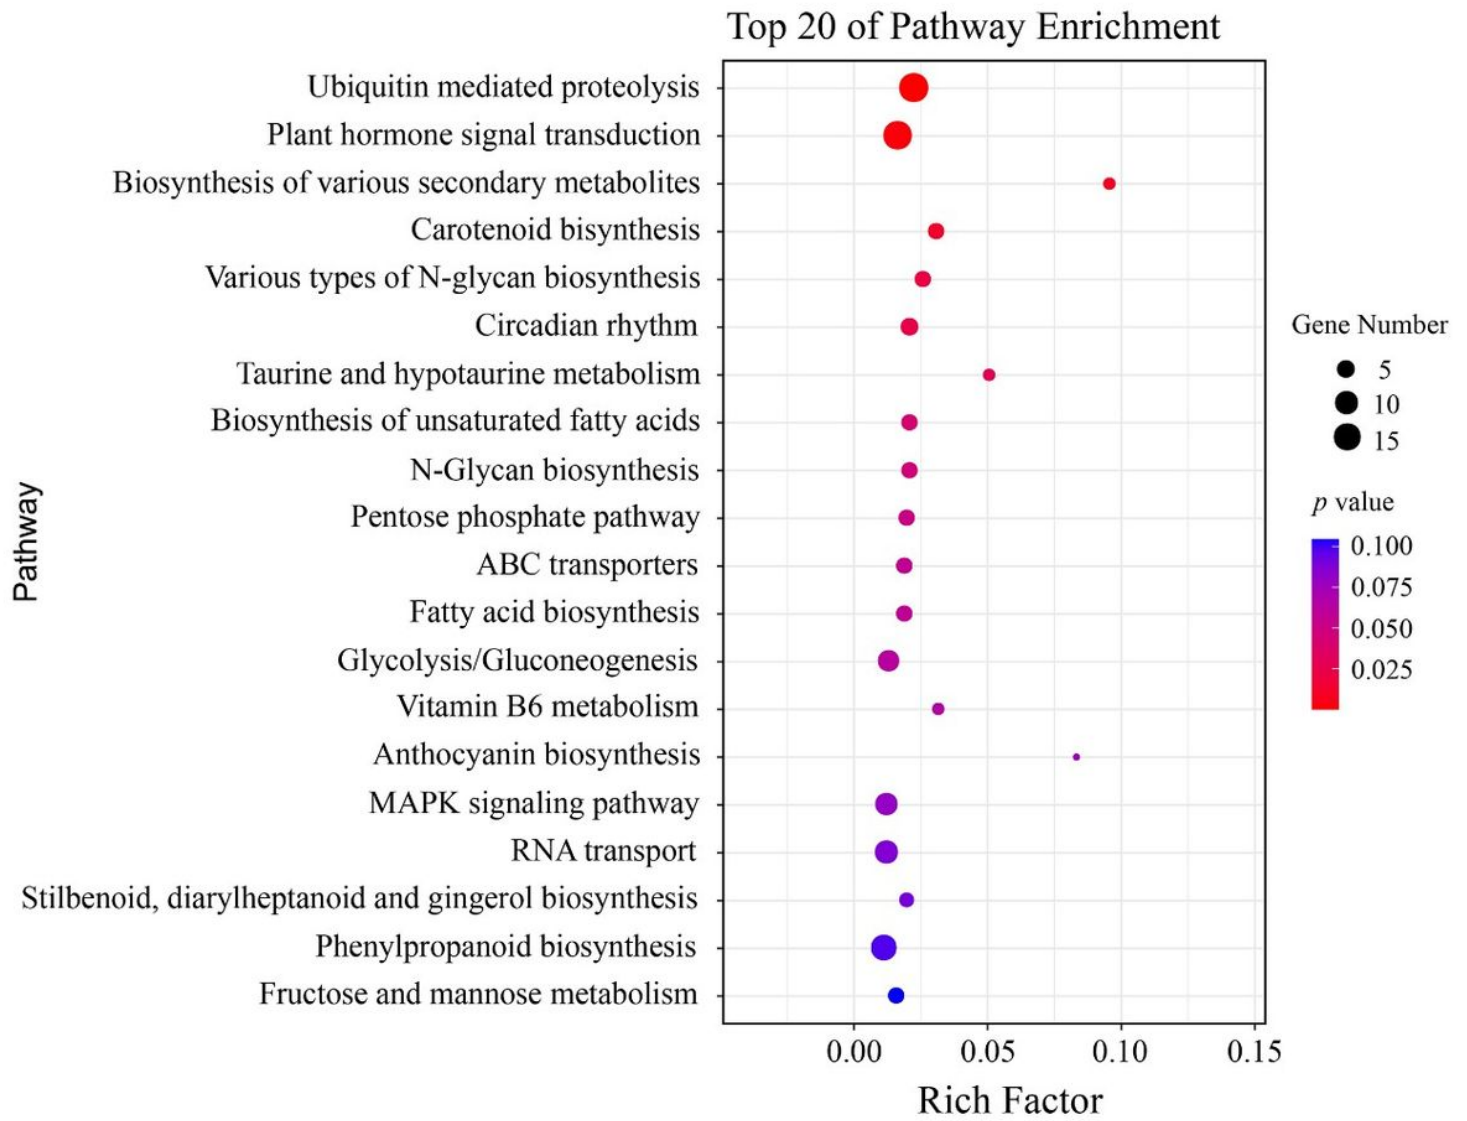 Top 20 of Pathway Enrichment
Ubiquitin mediated proteolysis
Plant hormone signal transduction
Biosynthesis of various secondary metabolites
Carotenoid bisynthesis
Various types of N-glycan biosynthesis
Circadian rhythm
Taurine and hypotaurine metabolism
Biosynthesis of unsaturated fatty acids
N-Glycan biosynthesis
Pentose phosphate pathway
ABC transporters
Fatty acid biosynthesis
Glycolysis/Gluconeogenesis
Vitamin B6 metabolism
Anthocyanin biosynthesis
MAPK signaling pathway
RNA transport
Stilbenoid, diarylheptanoid and gingerol biosynthesis
Phenylpropanoid biosynthesis
Fructose and mannose metabolism
Pathway
0.00 0.05 0.10 0.15
Rich Factor
Gene Number
5
10
15
p value
0.100
0.075
0.050
0.025